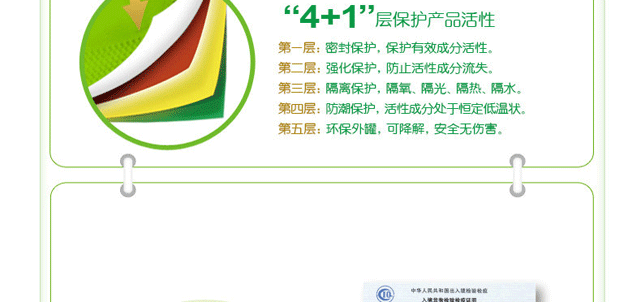 “4+1”层保护产品活性
第一层：密封保护，保护有效成分活性。
第二层：强化保护，防止活性成分流失。
第三层：隔离保护，隔氧、隔光、隔热、隔水。
第四层：防潮保护，活性成分处于恒定低温状。
第五层：环保外罐，可降解，安全无伤害。
中华人民共和国出入境检验检疫
入境货物检验检疫证明